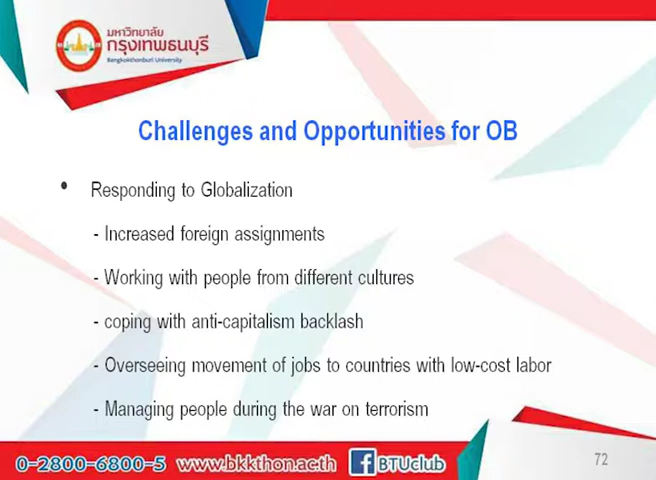 มหาวิทยาลัย
กรุงเทพธนบุรี
Bangkokthonburi University
Challenges and Opportunities for OB
• Responding to Globalization
- Increased foreign assignments
- Working with people from different cultures
- coping with anti-capitalism backlash
- Overseeing movement of jobs to countries with low-cost labor
- Managing people during the war on terrorism
0-2800-6800-5 www.bkkthon.ac.th f BTUclub
72